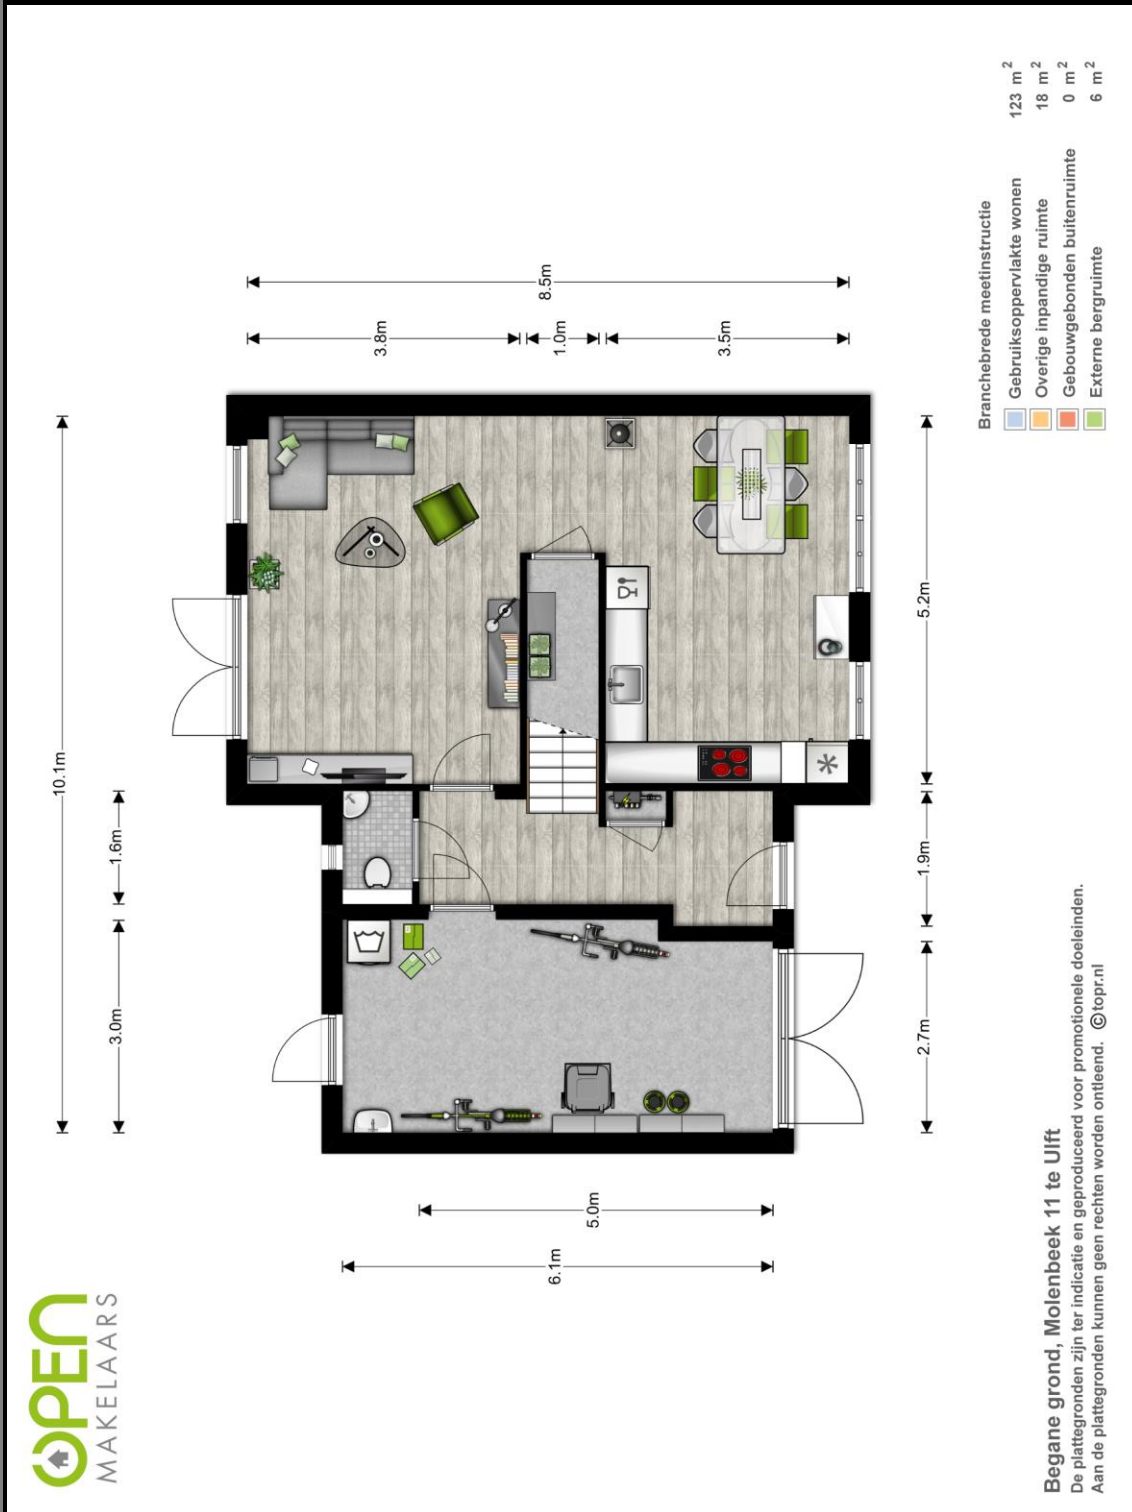 OPEN
MAKELAARS
10.1m
3.0m
1.6m
6.1m
5.0m
3.8m
1.0m
3.5m
8.5m
2.7m
1.9m
5.2m
Begane grond, Molenbeek 11 te Ulft
De plattegronden zijn ter indicatie en geproduceerd voor promotionele doeleinden.
Aan de plattegronden kunnen geen rechten worden ontleend. ©topr.nl
Branchebrede meetinstructie
Gebruiksoppervlakte wonen 123 m²
Overige inpandige ruimte 18 m²
Gebouwgebonden buitenruimte 0 m²
Externe bergruimte 6 m²